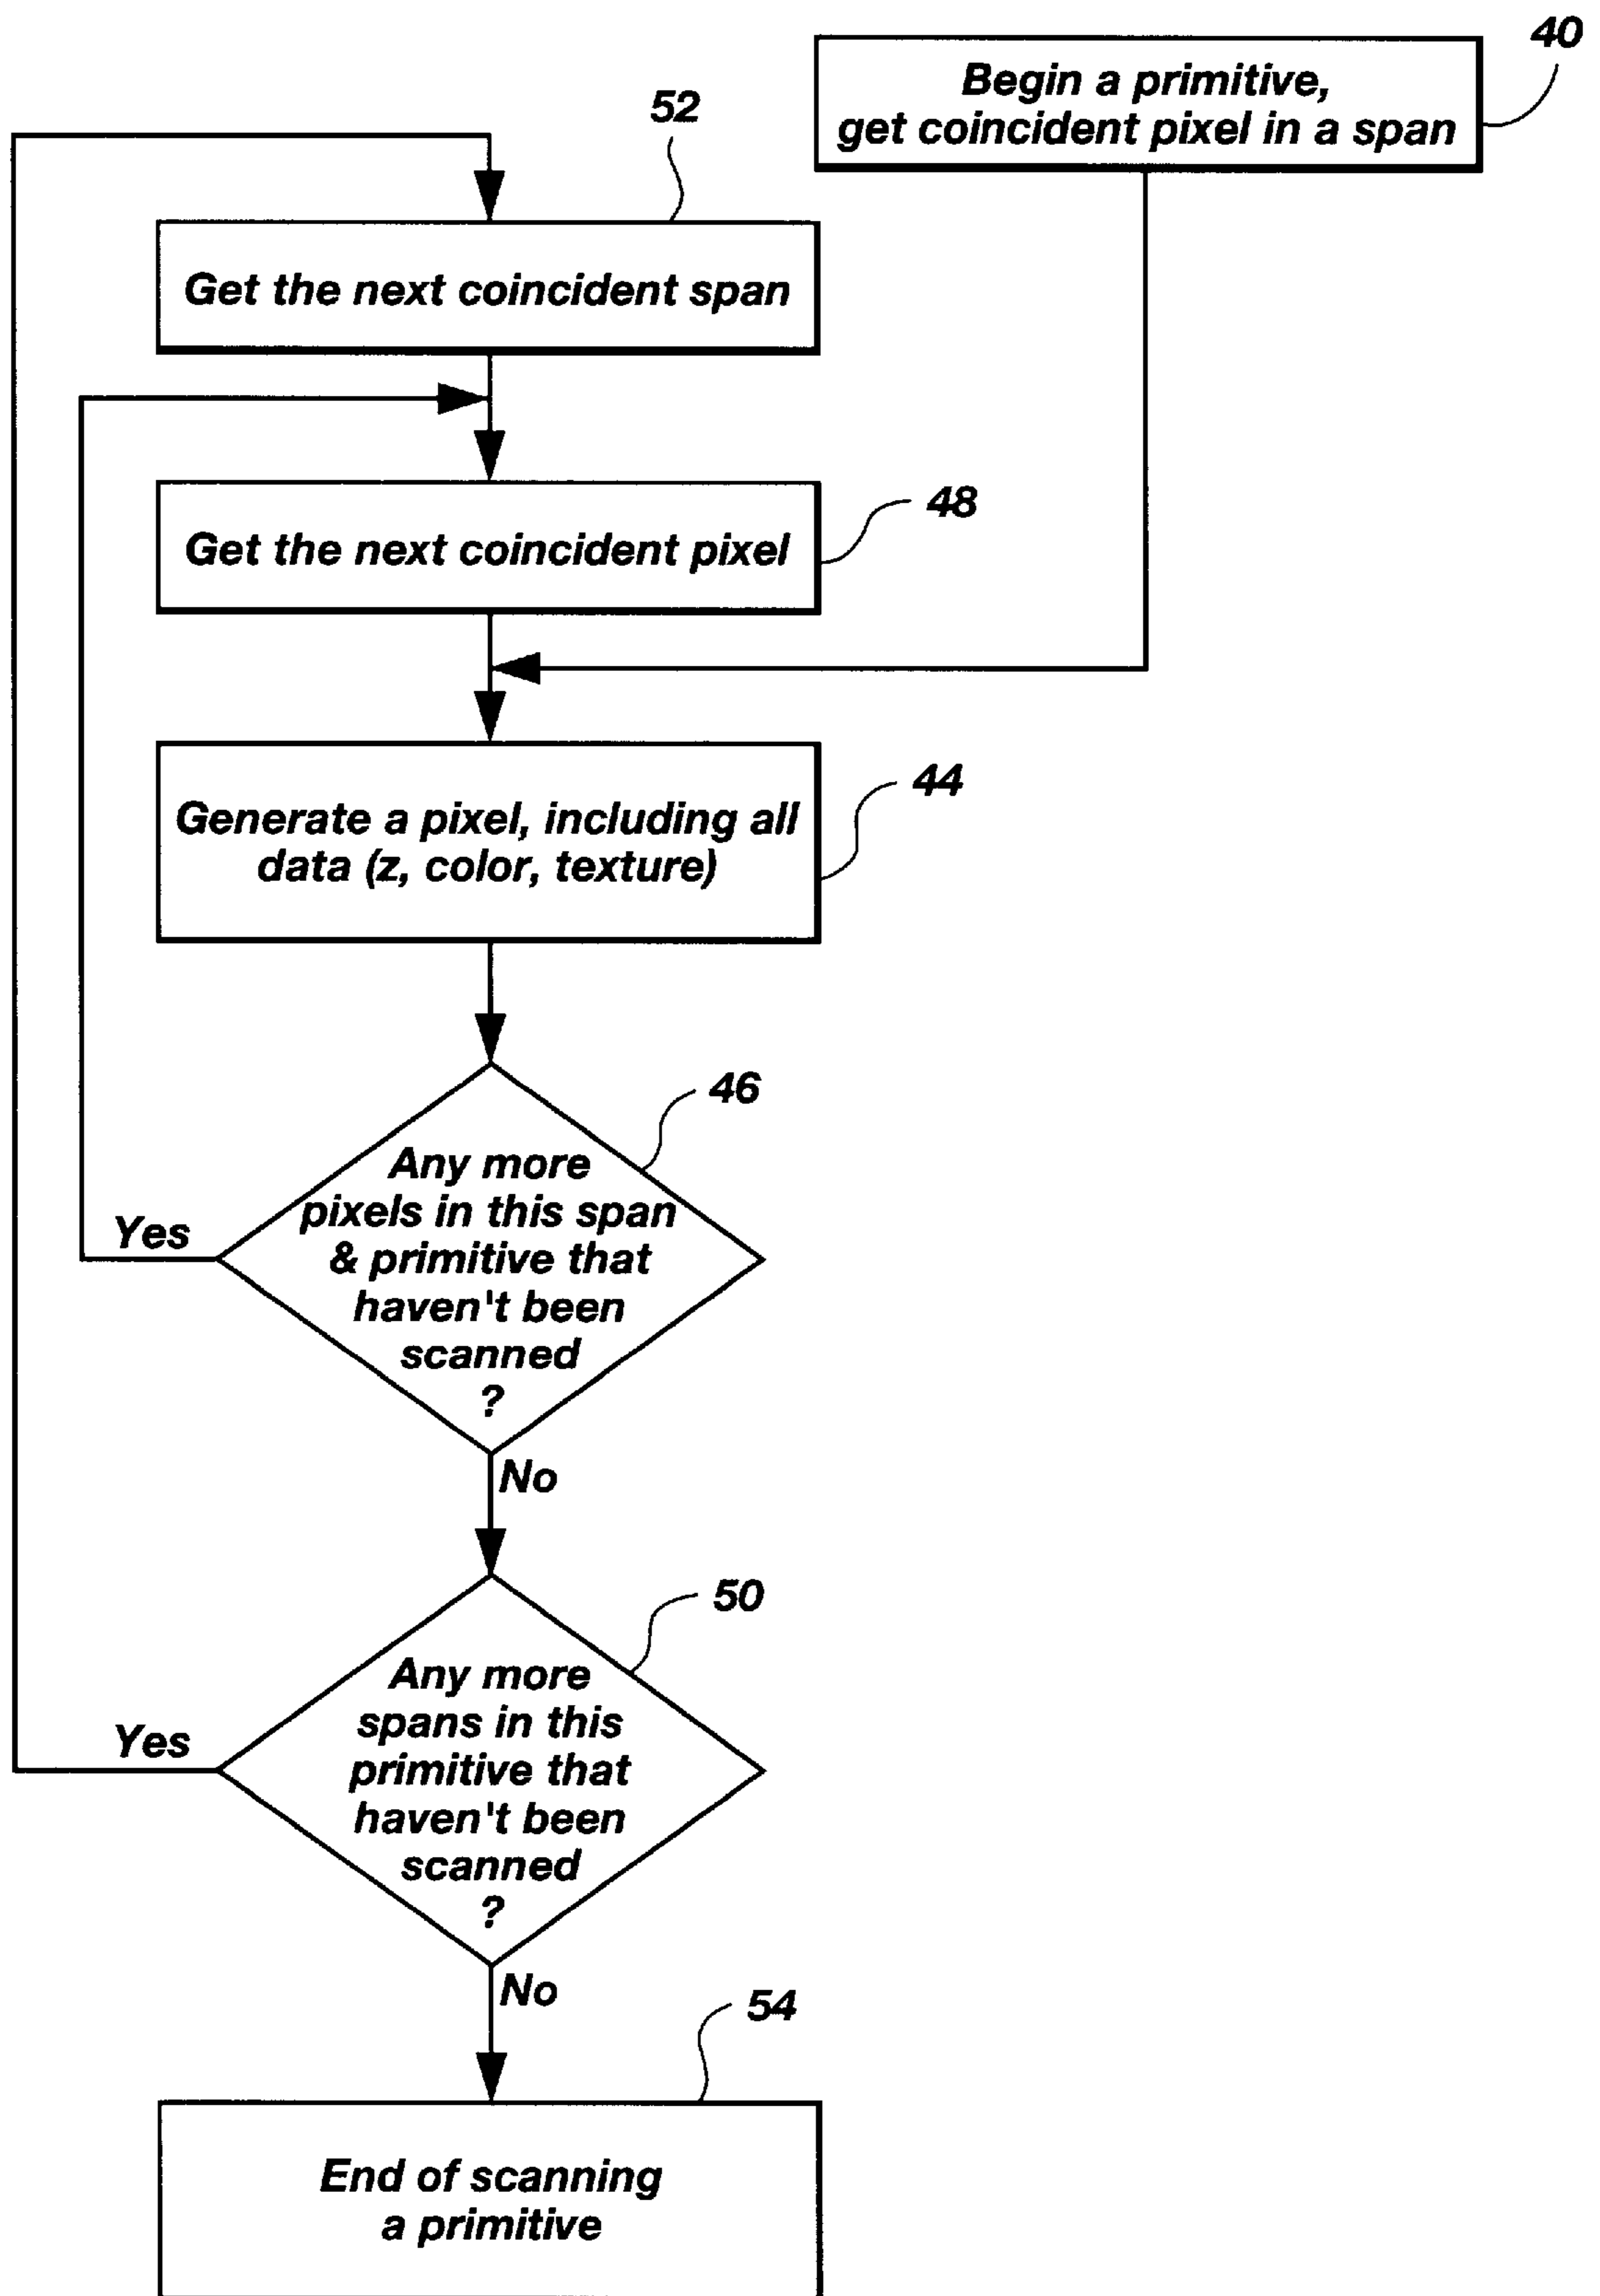 40
Begin a primitive,
get coincident pixel in a span
52
Get the next coincident span
48
Get the next coincident pixel
44
Generate a pixel, including all
data (z, color, texture)
46
Any more
pixels in this span
& primitive that
haven't been
scanned
?
Yes
No
50
Any more
spans in this
primitive that
haven't been
scanned
?
Yes
No
54
End of scanning
a primitive